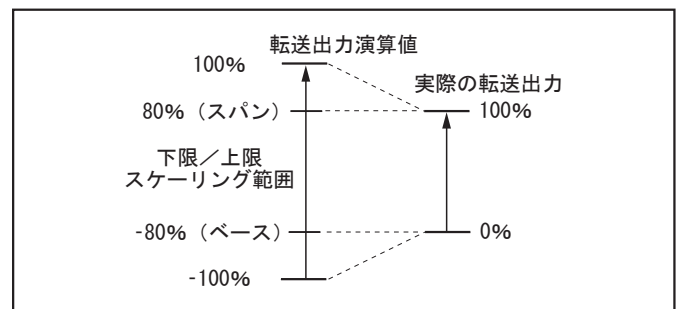 転送出力演算値
100%
実際の転送出力
80%（スパン）
100%
下限／上限
スケーリング範囲
-80%（ベース）
0%
-100%